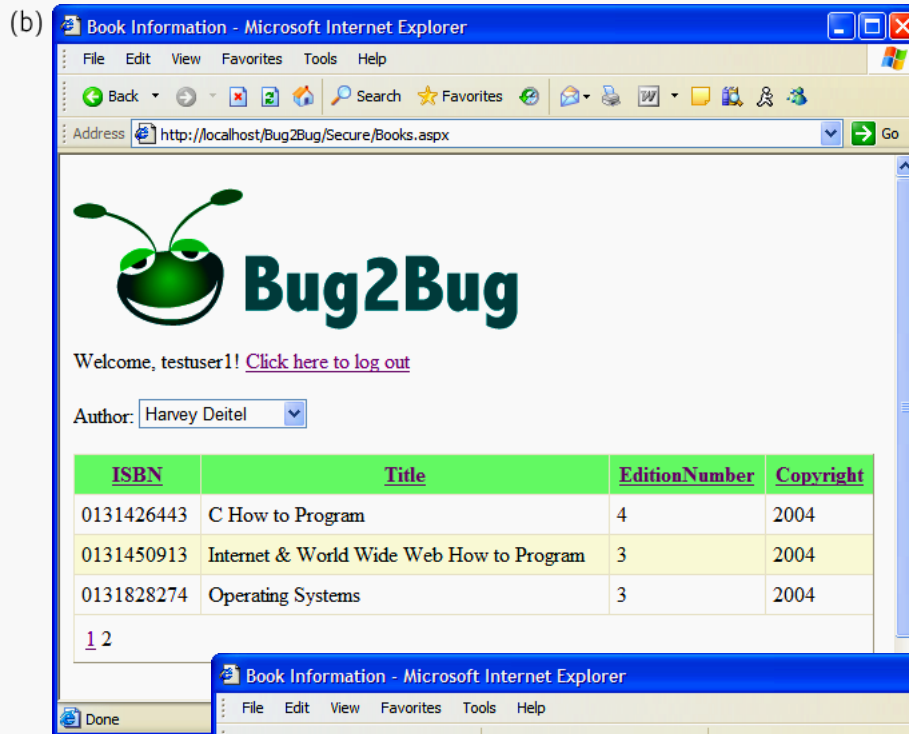 (b)
Book Information - Microsoft Internet Explorer
File Edit View Favorites Tools Help
Back Search Favorites W
Address http://localhost/Bug2Bug/Secure/Books.aspx Go
Bug2Bug
Welcome, testuser1! Click here to log out
Author: Harvey Deitel
ISBN Title EditionNumber Copyright
0131426443 C How to Program 4 2004
0131450913 Internet & World Wide Web How to Program 3 2004
0131828274 Operating Systems 3 2004
1 2
Book Information - Microsoft Internet Explorer
File Edit View Favorites Tools Help
Done